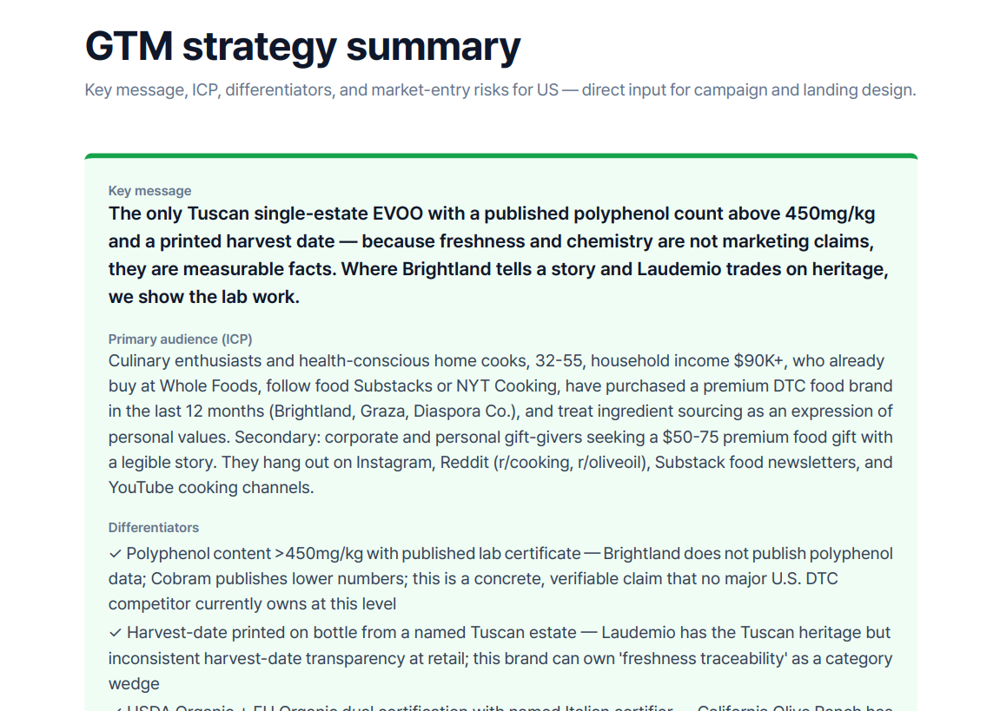 GTM strategy summary
Key message, ICP, differentiators, and market-entry risks for US — direct input for campaign and landing design.
Key message
The only Tuscan single-estate EVOO with a published polyphenol count above 450mg/kg
and a printed harvest date — because freshness and chemistry are not marketing claims,
they are measurable facts. Where Brightland tells a story and Laudemio trades on heritage,
we show the lab work.
Primary audience (ICP)
Culinary enthusiasts and health-conscious home cooks, 32-55, household income $90K+, who already
buy at Whole Foods, follow food Substacks or NYT Cooking, have purchased a premium DTC food brand
in the last 12 months (Brightland, Graza, Diaspora Co.), and treat ingredient sourcing as an expression of
personal values. Secondary: corporate and personal gift-givers seeking a $50-75 premium food gift with
a legible story. They hang out on Instagram, Reddit (r/cooking, r/oliveoil), Substack food newsletters, and
YouTube cooking channels.
Differentiators
✓ Polyphenol content >450mg/kg with published lab certificate — Brightland does not publish polyphenol
data; Cobram publishes lower numbers; this is a concrete, verifiable claim that no major U.S. DTC
competitor currently owns at this level
✓ Harvest-date printed on bottle from a named Tuscan estate — Laudemio has the Tuscan heritage but
inconsistent harvest-date transparency at retail; this brand can own 'freshness traceability' as a category
wedge
✓ USDA Organic + EU Organic dual certification with named Italian certifier — California Olive Ranch has